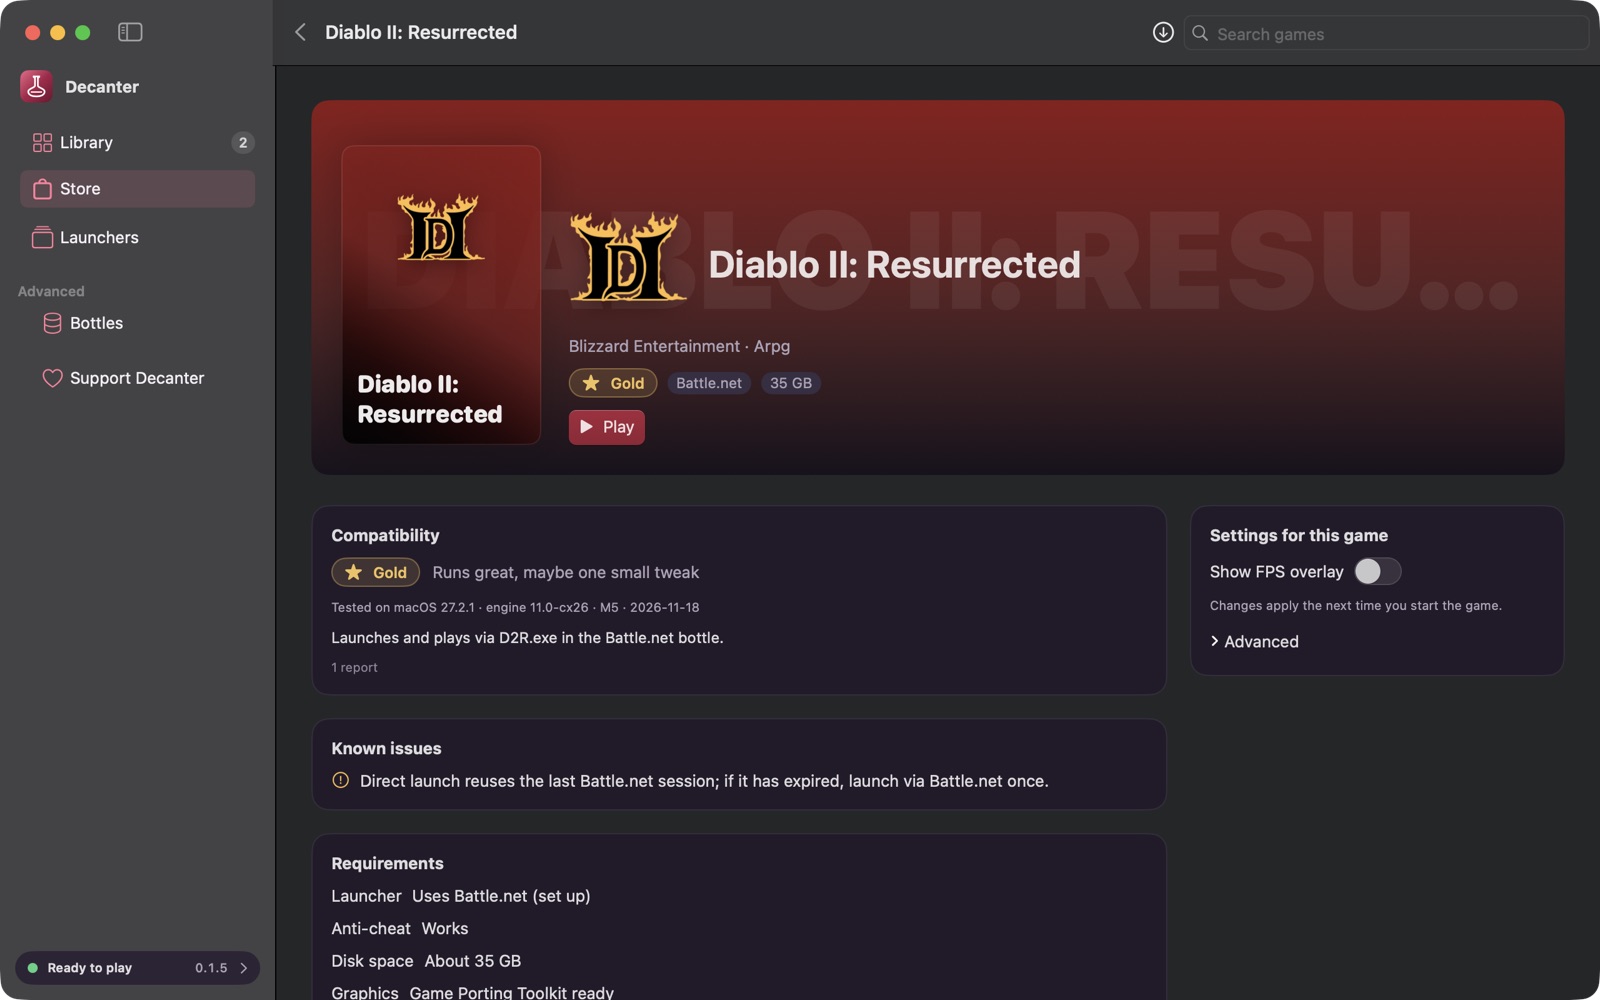 Diablo II: Resurrected
Search games
Decanter
Library 2
Store
Launchers
Advanced
Bottles
Support Decanter
Ready to play 0.1.5
DIABLO II: RESU...
Diablo II:
Resurrected
Diablo II: Resurrected
Blizzard Entertainment · Arpg
Gold Battle.net 35 GB
Play
Compatibility
Gold Runs great, maybe one small tweak
Tested on macOS 27.2.1 · engine 11.0-cx26 · M5 · 2026-11-18
Launches and plays via D2R.exe in the Battle.net bottle.
1 report
Known issues
Direct launch reuses the last Battle.net session; if it has expired, launch via Battle.net once.
Requirements
Launcher Uses Battle.net (set up)
Anti-cheat Works
Disk space About 35 GB
Graphics Game Porting Toolkit ready
Settings for this game
Show FPS overlay
Changes apply the next time you start the game.
Advanced